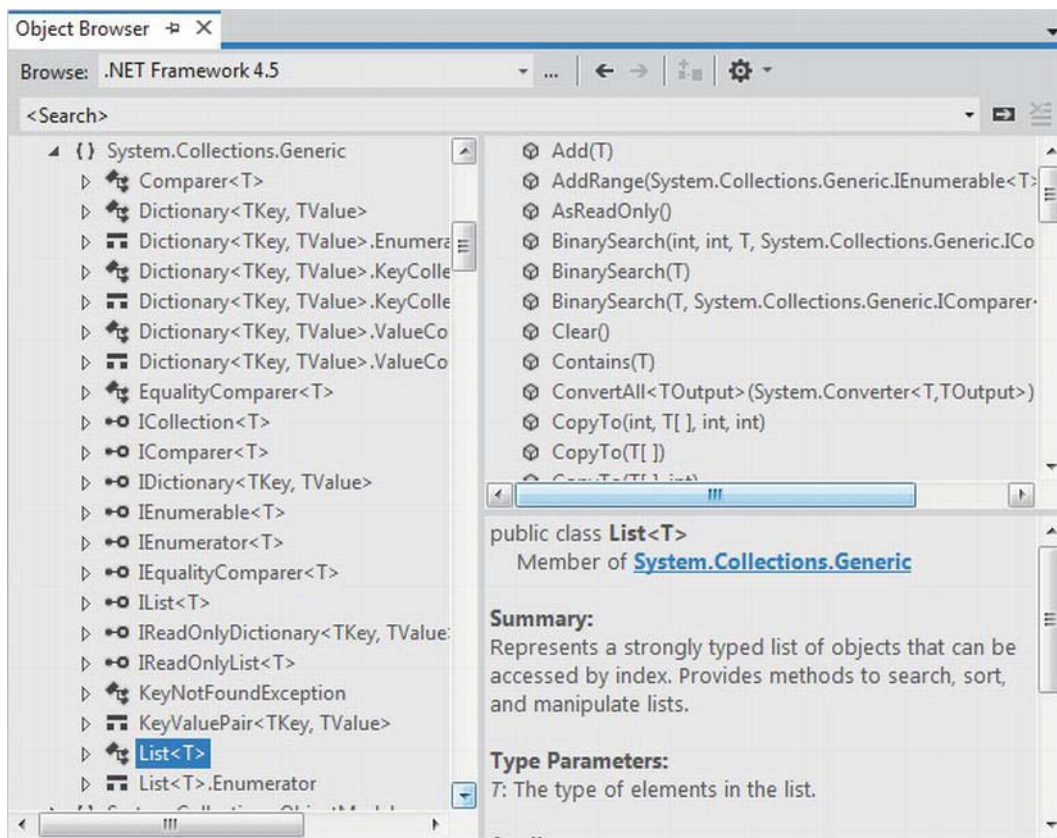 Object Browser
Browse: .NET Framework 4.5
...
<Search>
{} System.Collections.Generic
Comparer<T>
Dictionary<TKey, TValue>
Dictionary<TKey, TValue>.Enumera
Dictionary<TKey, TValue>.KeyColle
Dictionary<TKey, TValue>.KeyColle
Dictionary<TKey, TValue>.ValueCo
Dictionary<TKey, TValue>.ValueCo
EqualityComparer<T>
ICollection<T>
IComparer<T>
IDictionary<TKey, TValue>
IEnumerable<T>
IEnumerator<T>
IEqualityComparer<T>
IList<T>
IReadOnlyDictionary<TKey, TValue
IReadOnlyList<T>
KeyNotFoundException
KeyValuePair<TKey, TValue>
List<T>
List<T>.Enumerator
Add(T)
AddRange(System.Collections.Generic.IEnumerable<T>
AsReadOnly()
BinarySearch(int, int, T, System.Collections.Generic.ICo
BinarySearch(T)
BinarySearch(T, System.Collections.Generic.IComparer
Clear()
Contains(T)
ConvertAll<TOutput>(System.Converter<T,TOutput>)
CopyTo(int, T[ ], int, int)
CopyTo(T[ ])
public class List<T>
Member of System.Collections.Generic
Summary:
Represents a strongly typed list of objects that can be
accessed by index. Provides methods to search, sort,
and manipulate lists.
Type Parameters:
T: The type of elements in the list.